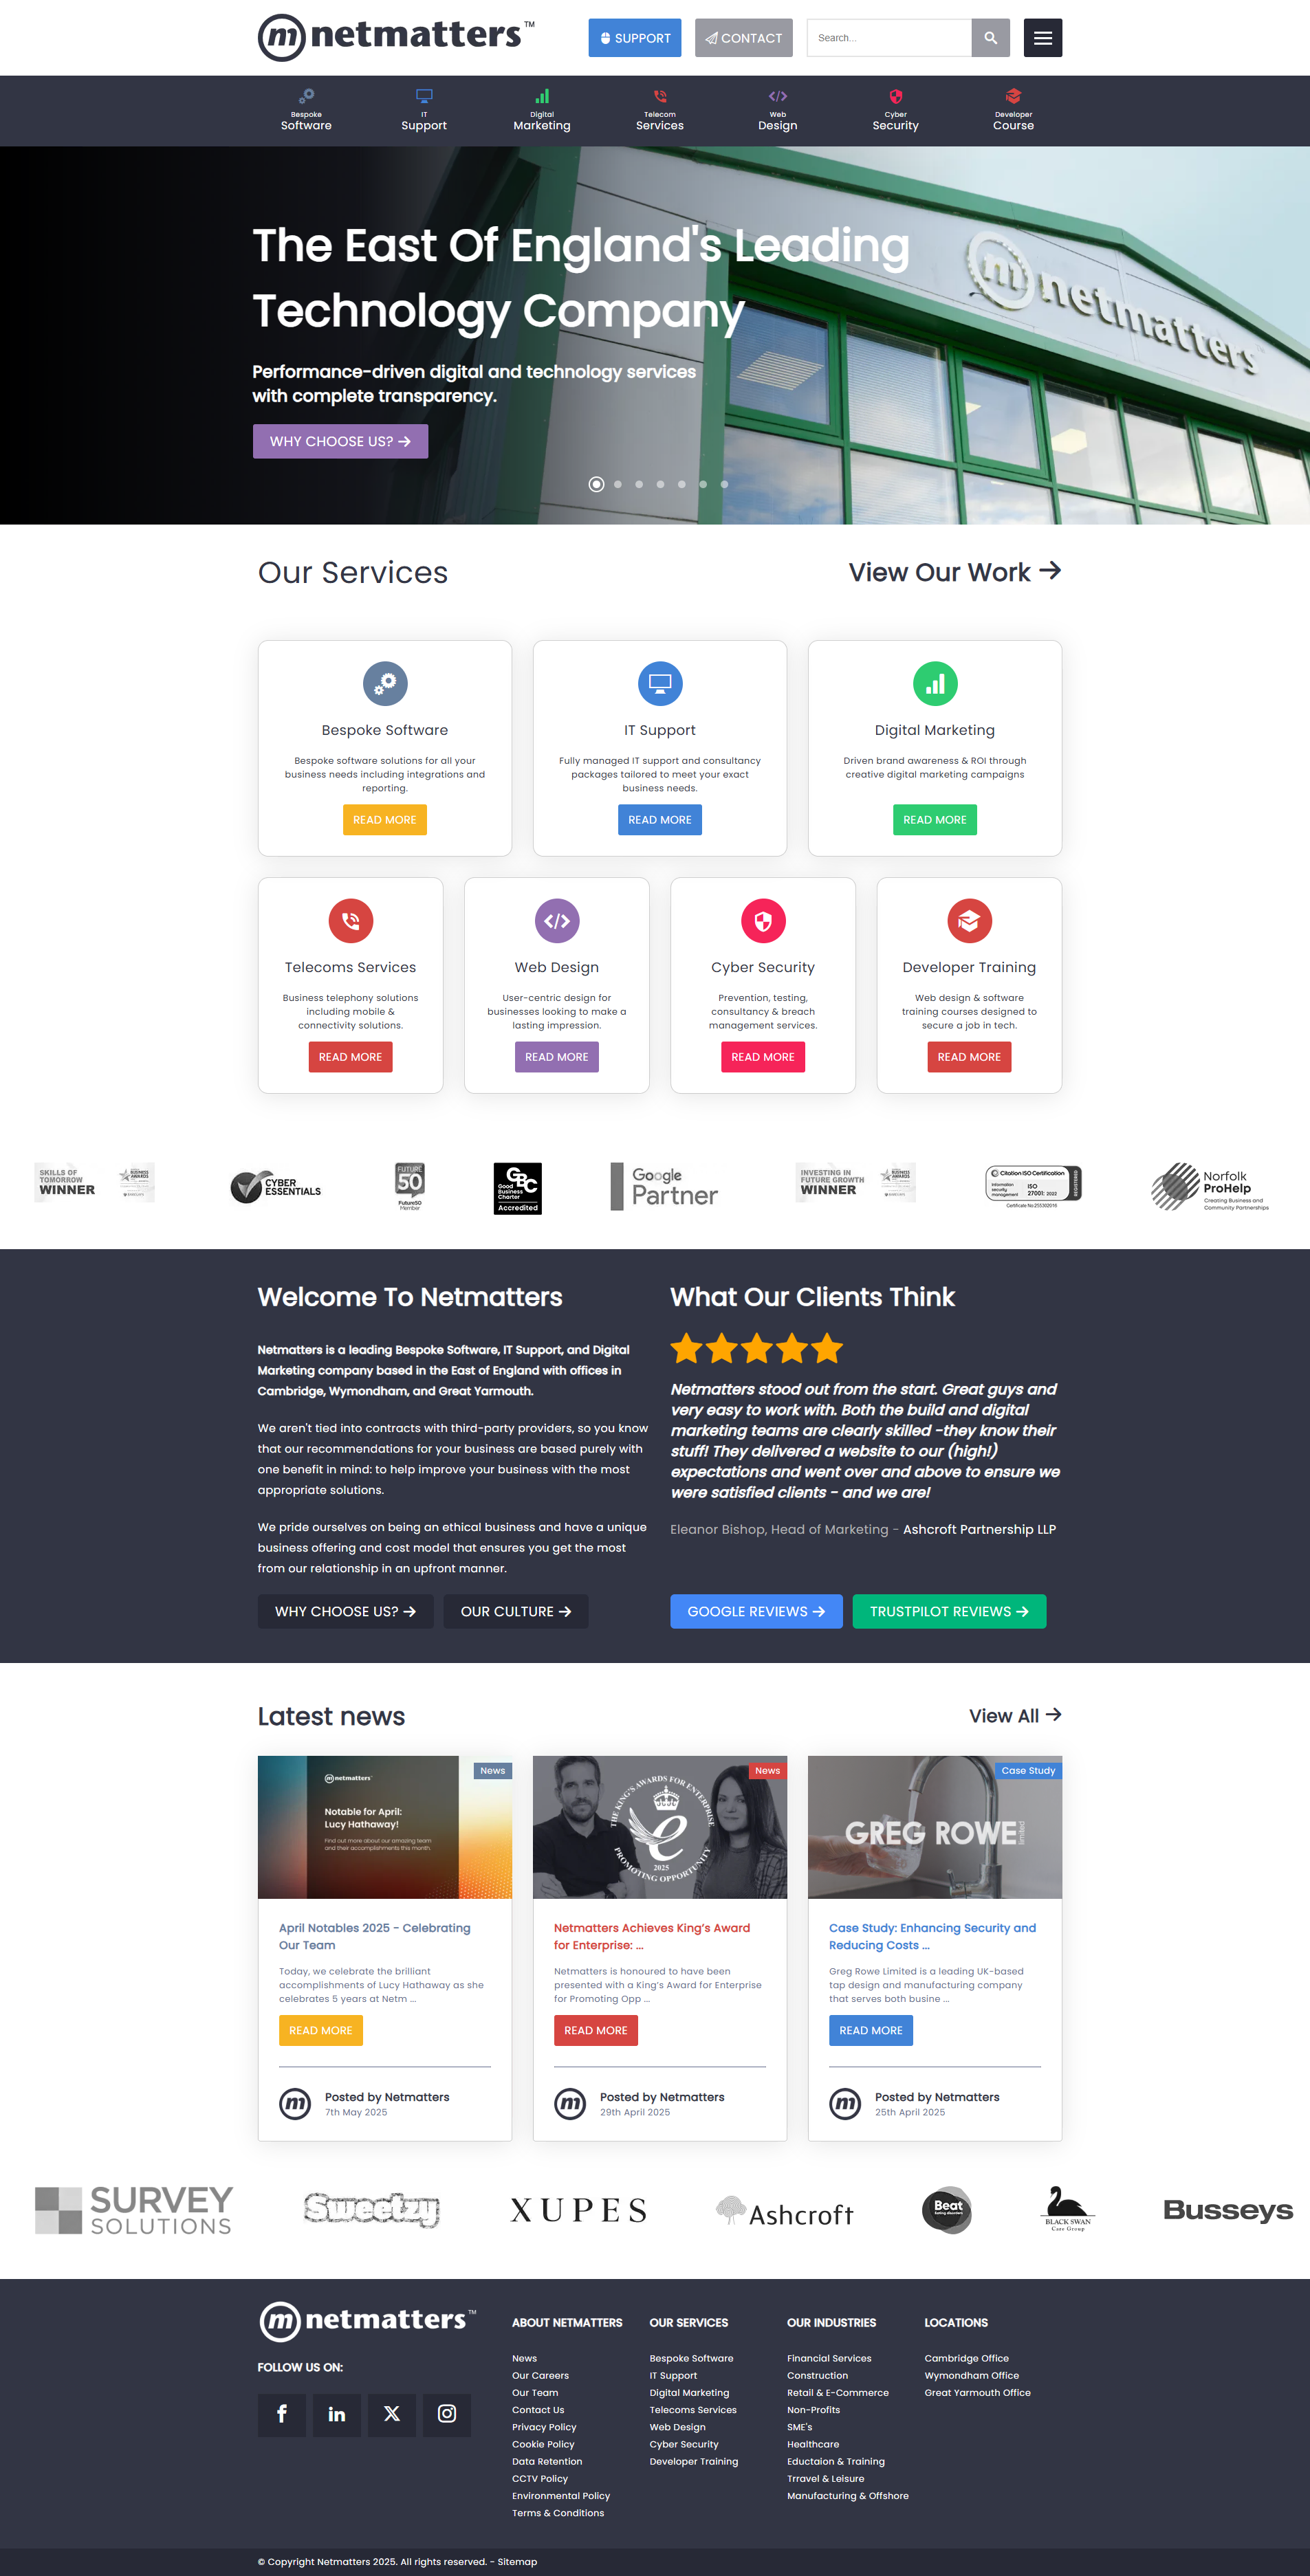 m netmatters™
SUPPORT
CONTACT
Search...
Bespoke
Software
IT
Support
Digital
Marketing
Telecom
Services
Web
Design
Cyber
Security
Developer
Course
The East Of England's Leading
Technology Company
Performance-driven digital and technology services
with complete transparency.
WHY CHOOSE US? →
m netmatters
Our Services
View Our Work →
Bespoke Software
Bespoke software solutions for all your
business needs including integrations and
reporting.
READ MORE
IT Support
Fully managed IT support and consultancy
packages tailored to meet your exact
business needs.
READ MORE
Digital Marketing
Driven brand awareness & ROI through
creative digital marketing campaigns
READ MORE
Telecoms Services
Business telephony solutions
including mobile &
connectivity solutions.
READ MORE
Web Design
User-centric design for
businesses looking to make a
lasting impression.
READ MORE
Cyber Security
Prevention, testing,
consultancy & breach
management services.
READ MORE
Developer Training
Web design & software
training courses designed to
secure a job in tech.
READ MORE
SKILLS OF
TOMORROW
WINNER
BUSINESS
AWARDS
CYBER
ESSENTIALS
FUTURE
50
Future50
Member
GBC
Good
Business
Charter
Accredited
Google
Partner
INVESTING IN
FUTURE GROWTH
WINNER
BUSINESS
AWARDS
Citation ISO Certification
Information
security
management
ISO
27001: 2022
REGISTERED
Certificate No:255302016
Norfolk
ProHelp
Creating Business and
Community Partnerships
Welcome To Netmatters
Netmatters is a leading Bespoke Software, IT Support, and Digital
Marketing company based in the East of England with offices in
Cambridge, Wymondham, and Great Yarmouth.
We aren't tied into contracts with third-party providers, so you know
that our recommendations for your business are based purely with
one benefit in mind: to help improve your business with the most
appropriate solutions.
We pride ourselves on being an ethical business and have a unique
business offering and cost model that ensures you get the most
from our relationship in an upfront manner.
WHY CHOOSE US? →
OUR CULTURE →
What Our Clients Think
Netmatters stood out from the start. Great guys and
very easy to work with. Both the build and digital
marketing teams are clearly skilled -they know their
stuff! They delivered a website to our (high!)
expectations and went over and above to ensure we
were satisfied clients - and we are!
Eleanor Bishop, Head of Marketing - Ashcroft Partnership LLP
GOOGLE REVIEWS →
TRUSTPILOT REVIEWS →
Latest news
View All →
News
m netmatters
Notable for April:
Lucy Hathaway!
Find out more about our amazing team
and their accomplishments this month.
April Notables 2025 - Celebrating
Our Team
Today, we celebrate the brilliant
accomplishments of Lucy Hathaway as she
celebrates 5 years at Netm ...
READ MORE
m
Posted by Netmatters
7th May 2025
News
THE KING'S AWARDS FOR ENTERPRISE
e
2025
PROMOTING OPPORTUNITY
Netmatters Achieves King's Award
for Enterprise: ...
Netmatters is honoured to have been
presented with a King's Award for Enterprise
for Promoting Opp ...
READ MORE
m
Posted by Netmatters
29th April 2025
Case Study
GREG ROWE limited
Case Study: Enhancing Security and
Reducing Costs ...
Greg Rowe Limited is a leading UK-based
tap design and manufacturing company
that serves both busine ...
READ MORE
m
Posted by Netmatters
25th April 2025
SURVEY
SOLUTIONS
Sweetzy
XUPES
Ashcroft
Beat
Eating disorders
BLACK SWAN
Care Group
Busseys
m netmatters™
FOLLOW US ON:
ABOUT NETMATTERS
News
Our Careers
Our Team
Contact Us
Privacy Policy
Cookie Policy
Data Retention
CCTV Policy
Environmental Policy
Terms & Conditions
OUR SERVICES
Bespoke Software
IT Support
Digital Marketing
Telecoms Services
Web Design
Cyber Security
Developer Training
OUR INDUSTRIES
Financial Services
Construction
Retail & E-Commerce
Non-Profits
SME's
Healthcare
Eductaion & Training
Trravel & Leisure
Manufacturing & Offshore
LOCATIONS
Cambridge Office
Wymondham Office
Great Yarmouth Office
© Copyright Netmatters 2025. All rights reserved. - Sitemap